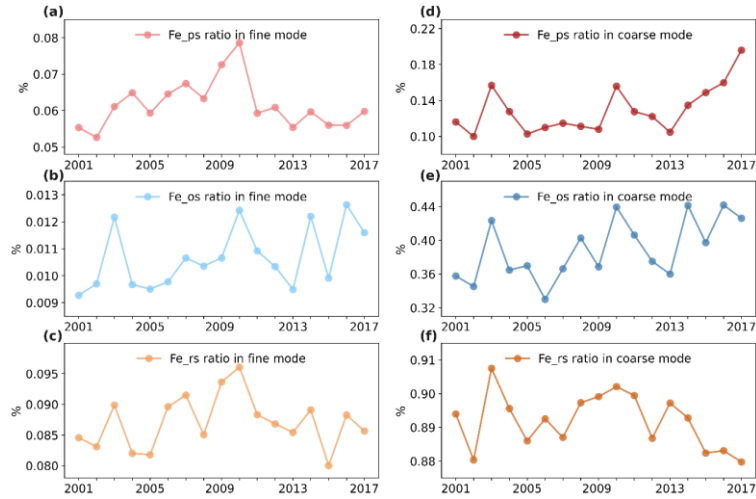 (a)
Fe_ps ratio in fine mode
0.08
0.07
0.06
0.05
%
2001 2005 2009 2013 2017
(d)
Fe_ps ratio in coarse mode
0.22
0.18
0.14
0.10
%
2001 2005 2009 2013 2017
(b)
Fe_os ratio in fine mode
0.013
0.012
0.011
0.010
0.009
%
2001 2005 2009 2013 2017
(e)
Fe_os ratio in coarse mode
0.44
0.40
0.36
0.32
%
2001 2005 2009 2013 2017
(c)
Fe_rs ratio in fine mode
0.095
0.090
0.085
0.080
%
2001 2005 2009 2013 2017
(f)
Fe_rs ratio in coarse mode
0.91
0.90
0.89
0.88
%
2001 2005 2009 2013 2017